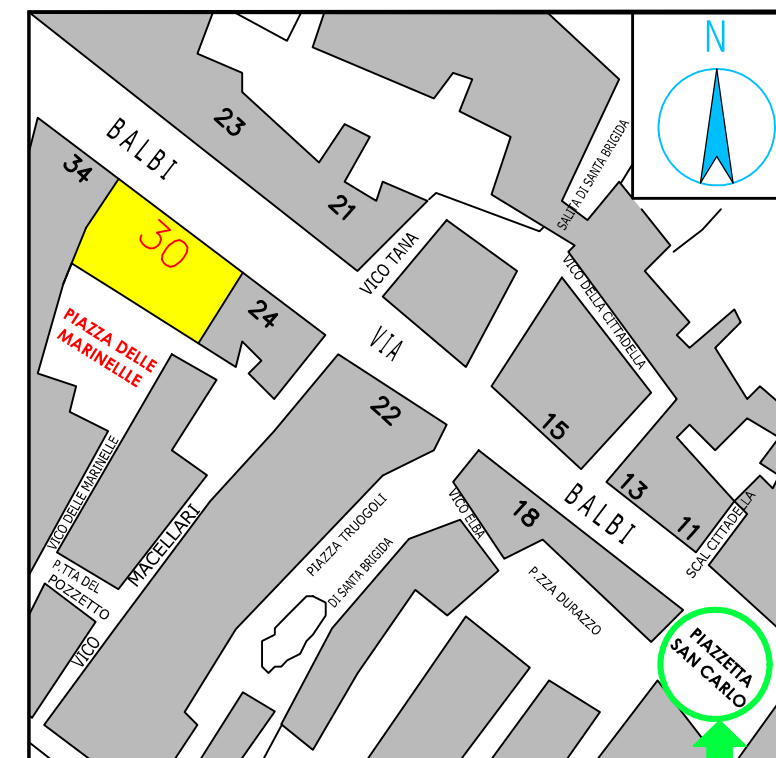 N
BALBI
23
34
21
SALITA DI SANTA BRIGIDA
30
VICO TANA
VICO DELLA CITTADELLA
24
PIAZZA DELLE
MARINELLLE
VIA
22
15
VICO DELLE MARINELLE
MACELLARI
13
BALBI
11
18
VICO ELBA
SCAL CITTADELLA
PIAZZA TRUOGOLI
DI SANTA BRIGIDA
P.TTA DEL
POZZETTO
P.ZZA DURAZZO
VICO
PIAZZETTA
SAN CARLO